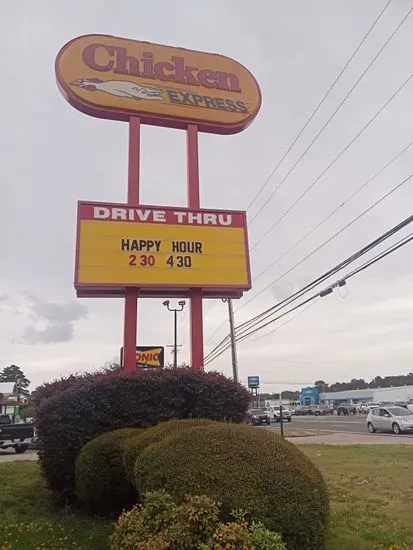 Chicken
EXPRESS
DRIVE THRU
HAPPY HOUR
2 30 4 30